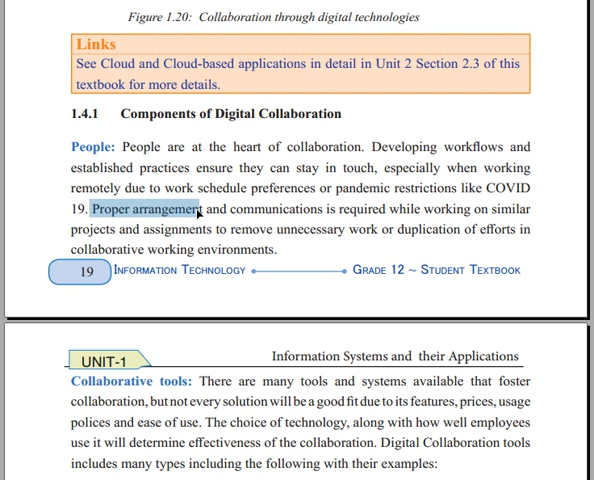 Figure 1.20: Collaboration through digital technologies
Links
See Cloud and Cloud-based applications in detail in Unit 2 Section 2.3 of this
textbook for more details.
1.4.1 Components of Digital Collaboration
People: People are at the heart of collaboration. Developing workflows and
established practices ensure they can stay in touch, especially when working
remotely due to work schedule preferences or pandemic restrictions like COVID
19. Proper arrangement and communications is required while working on similar
projects and assignments to remove unnecessary work or duplication of efforts in
collaborative working environments.
19 Information Technology Grade 12 ~ Student Textbook
UNIT-1 Information Systems and their Applications
Collaborative tools: There are many tools and systems available that foster
collaboration, but not every solution will be a good fit due to its features, prices, usage
polices and ease of use. The choice of technology, along with how well employees
use it will determine effectiveness of the collaboration. Digital Collaboration tools
includes many types including the following with their examples: